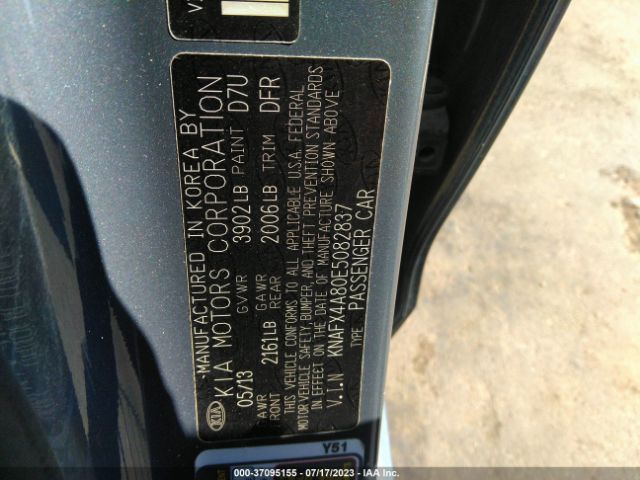 MANUFACTURED IN KOREA BY
KIA KIA MOTORS CORPORATION
05/13 GVWR 3902LB PAINT D7U
GAWR FRONT 2161LB GAWR REAR 2006LB TRIM DFR
THIS VEHICLE CONFORMS TO ALL APPLICABLE U.S.A. FEDERAL
MOTOR VEHICLE SAFETY, BUMPER, AND THEFT PREVENTION STANDARDS
IN EFFECT ON THE DATE OF MANUFACTURE SHOWN ABOVE.
V.I.N KNAFX4A80E5082837
TYPE: PASSENGER CAR
Y51
000-37095155 - 07/17/2023 - IAA Inc.